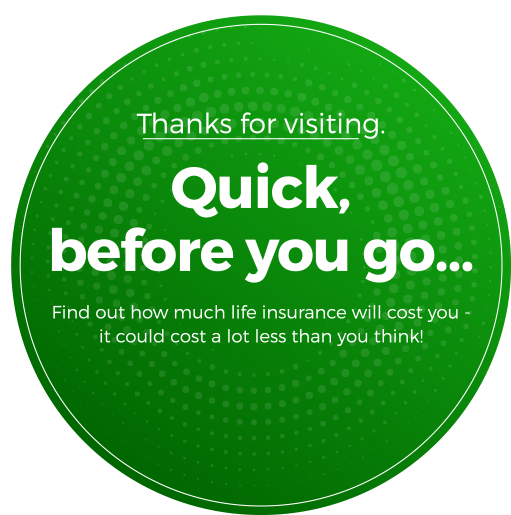 Thanks for visiting.
Quick,
before you go...
Find out how much life insurance will cost you -
it could cost a lot less than you think!